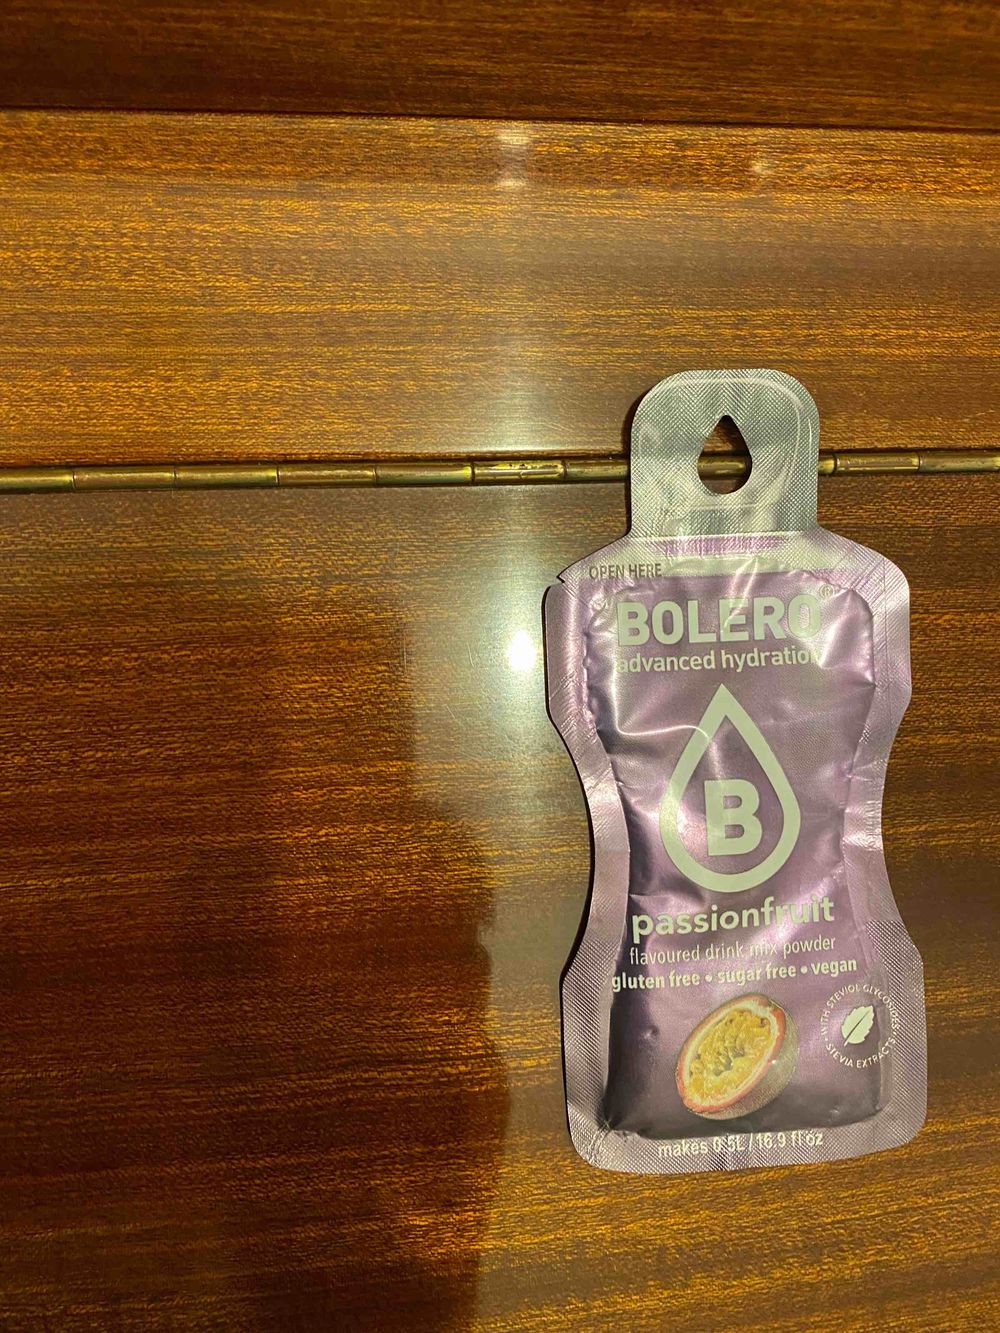 OPEN HERE
BOLERO®
advanced hydration
B
passionfruit
flavoured drink mix powder
gluten free • sugar free • vegan
WITH STEVIOL GLYCOSIDES
STEVIA EXTRACTS
makes 0.5L / 16.9 fl oz